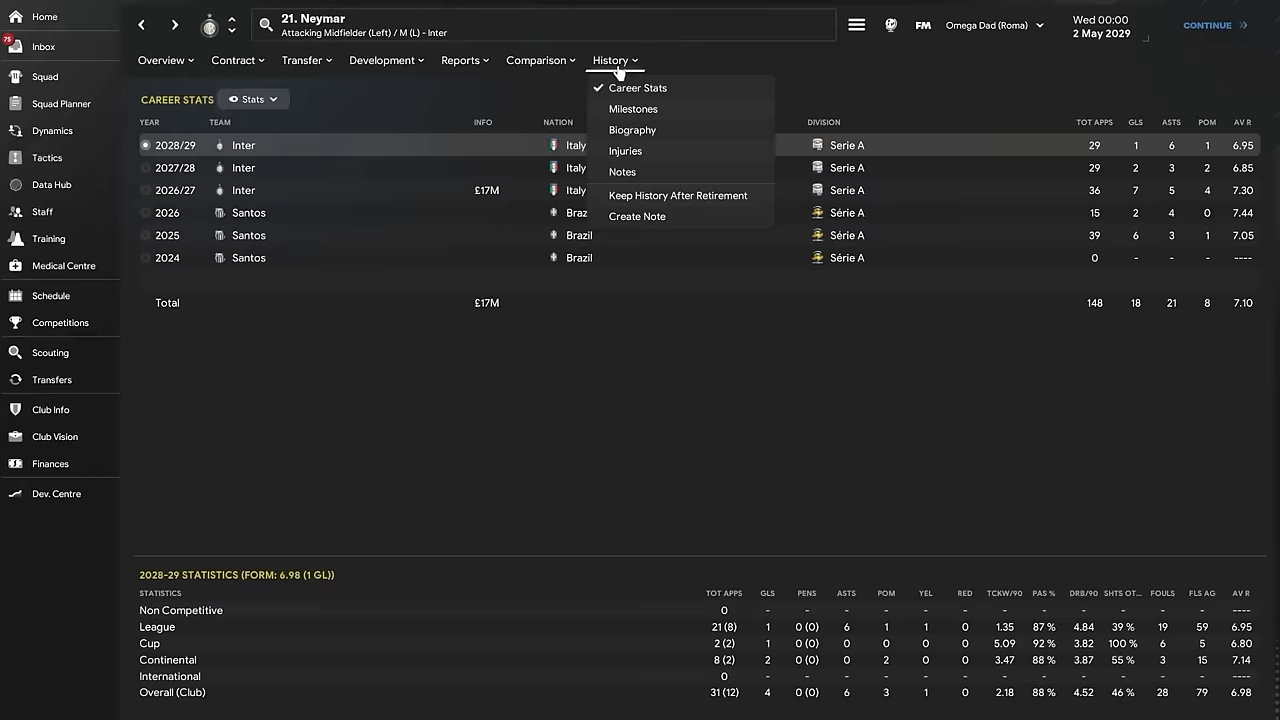 Home
75
Inbox
Squad
Squad Planner
Dynamics
Tactics
Data Hub
Staff
Training
Medical Centre
Schedule
Competitions
Scouting
Transfers
Club Info
Club Vision
Finances
Dev. Centre
21. Neymar
Attacking Midfielder (Left) / M (L) - Inter
FM
Omega Dad (Roma)
Wed 00:00
2 May 2029
CONTINUE
Overview Contract Transfer Development Reports Comparison History
Career Stats
Milestones
Biography
Injuries
Notes
Keep History After Retirement
Create Note
CAREER STATS Stats
YEAR TEAM INFO NATION DIVISION TOT APPS GLS ASTS POM AV R
2028/29 Inter Italy Serie A 29 1 6 1 6.95
2027/28 Inter Italy Serie A 29 2 3 2 6.85
2026/27 Inter £17M Italy Serie A 36 7 5 4 7.30
2026 Santos Braz Série A 15 2 4 0 7.44
2025 Santos Brazil Série A 39 6 3 1 7.05
2024 Santos Brazil Série A 0 - - - ----
Total £17M 148 18 21 8 7.10
2028-29 STATISTICS (FORM: 6.98 (1 GL))
STATISTICS TOT APPS GLS PENS ASTS POM YEL RED TCKW/90 PAS % DRB/90 SHTS OT... FOULS FLS AG AV R
Non Competitive 0 - - - - - - - - - - - - ----
League 21 (8) 1 0 (0) 6 1 1 0 1.35 87 % 4.84 39 % 19 59 6.95
Cup 2 (2) 1 0 (0) 0 0 0 0 5.09 92 % 3.82 100 % 6 5 6.80
Continental 8 (2) 2 0 (0) 0 2 0 0 3.47 88 % 3.87 55 % 3 15 7.14
International 0 - - - - - - - - - - - - ----
Overall (Club) 31 (12) 4 0 (0) 6 3 1 0 2.18 88 % 4.52 46 % 28 79 6.98